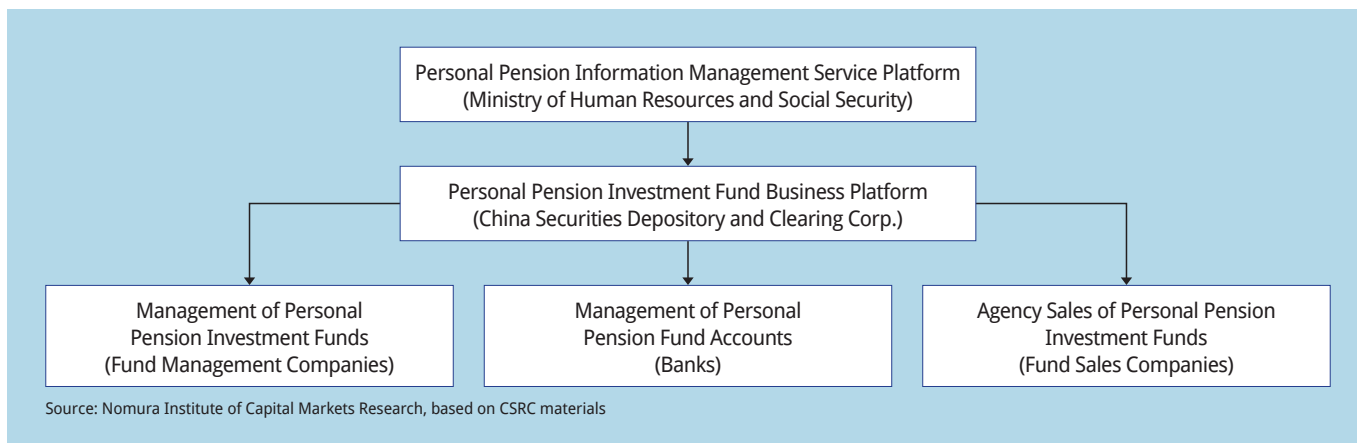 Personal Pension Information Management Service Platform
(Ministry of Human Resources and Social Security)
Personal Pension Investment Fund Business Platform
(China Securities Depository and Clearing Corp.)
Management of Personal
Pension Investment Funds
(Fund Management Companies)
Management of Personal
Pension Fund Accounts
(Banks)
Agency Sales of Personal Pension
Investment Funds
(Fund Sales Companies)
Source: Nomura Institute of Capital Markets Research, based on CSRC materials